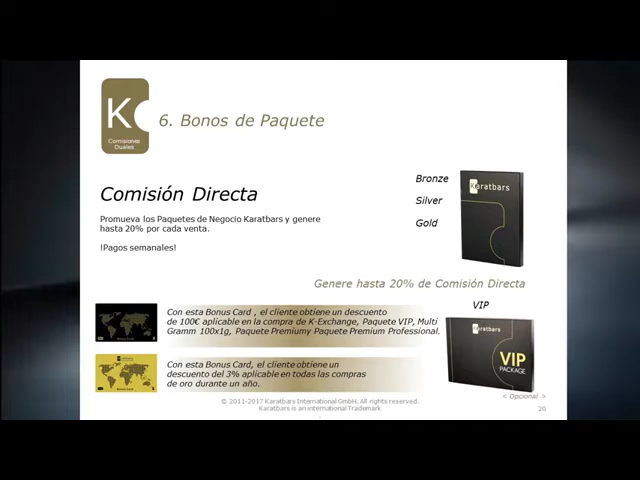 K
Comisiones
Duales
6. Bonos de Paquete
Comisión Directa
Promueva los Paquetes de Negocio Karatbars y genere
hasta 20% por cada venta.
!Pagos semanales!
Bronze
Silver
Gold
Karatbars
Genere hasta 20% de Comisión Directa
Con esta Bonus Card , el cliente obtiene un descuento
de 100€ aplicable en la compra de K-Exchange, Paquete VIP, Multi
Gramm 100x1g, Paquete Premiumy Paquete Premium Professional.
Bonus Card
VIP
Karatbars
VIP
PACKAGE
Con esta Bonus Card, el cliente obtiene un
descuento del 3% aplicable en todas las compras
de oro durante un año.
Bonus Card
< Opcional >
© 2011-2017 Karatbars International GmbH, All rights reserved.
Karatbars is an international Trademark
20